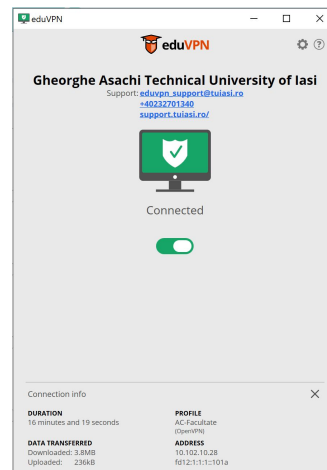 eduVPN
eduVPN
Gheorghe Asachi Technical University of Iasi
Support: eduvpn_support@tuiasi.ro
+40232701340
support.tuiasi.ro/
Connected
Connection info
DURATION
16 minutes and 19 seconds
PROFILE
AC-Facultate
(OpenVPN)
DATA TRANSFERRED
Downloaded: 3.8MB
Uploaded: 236kB
ADDRESS
10.102.10.28
fd12:1:1:1::101a